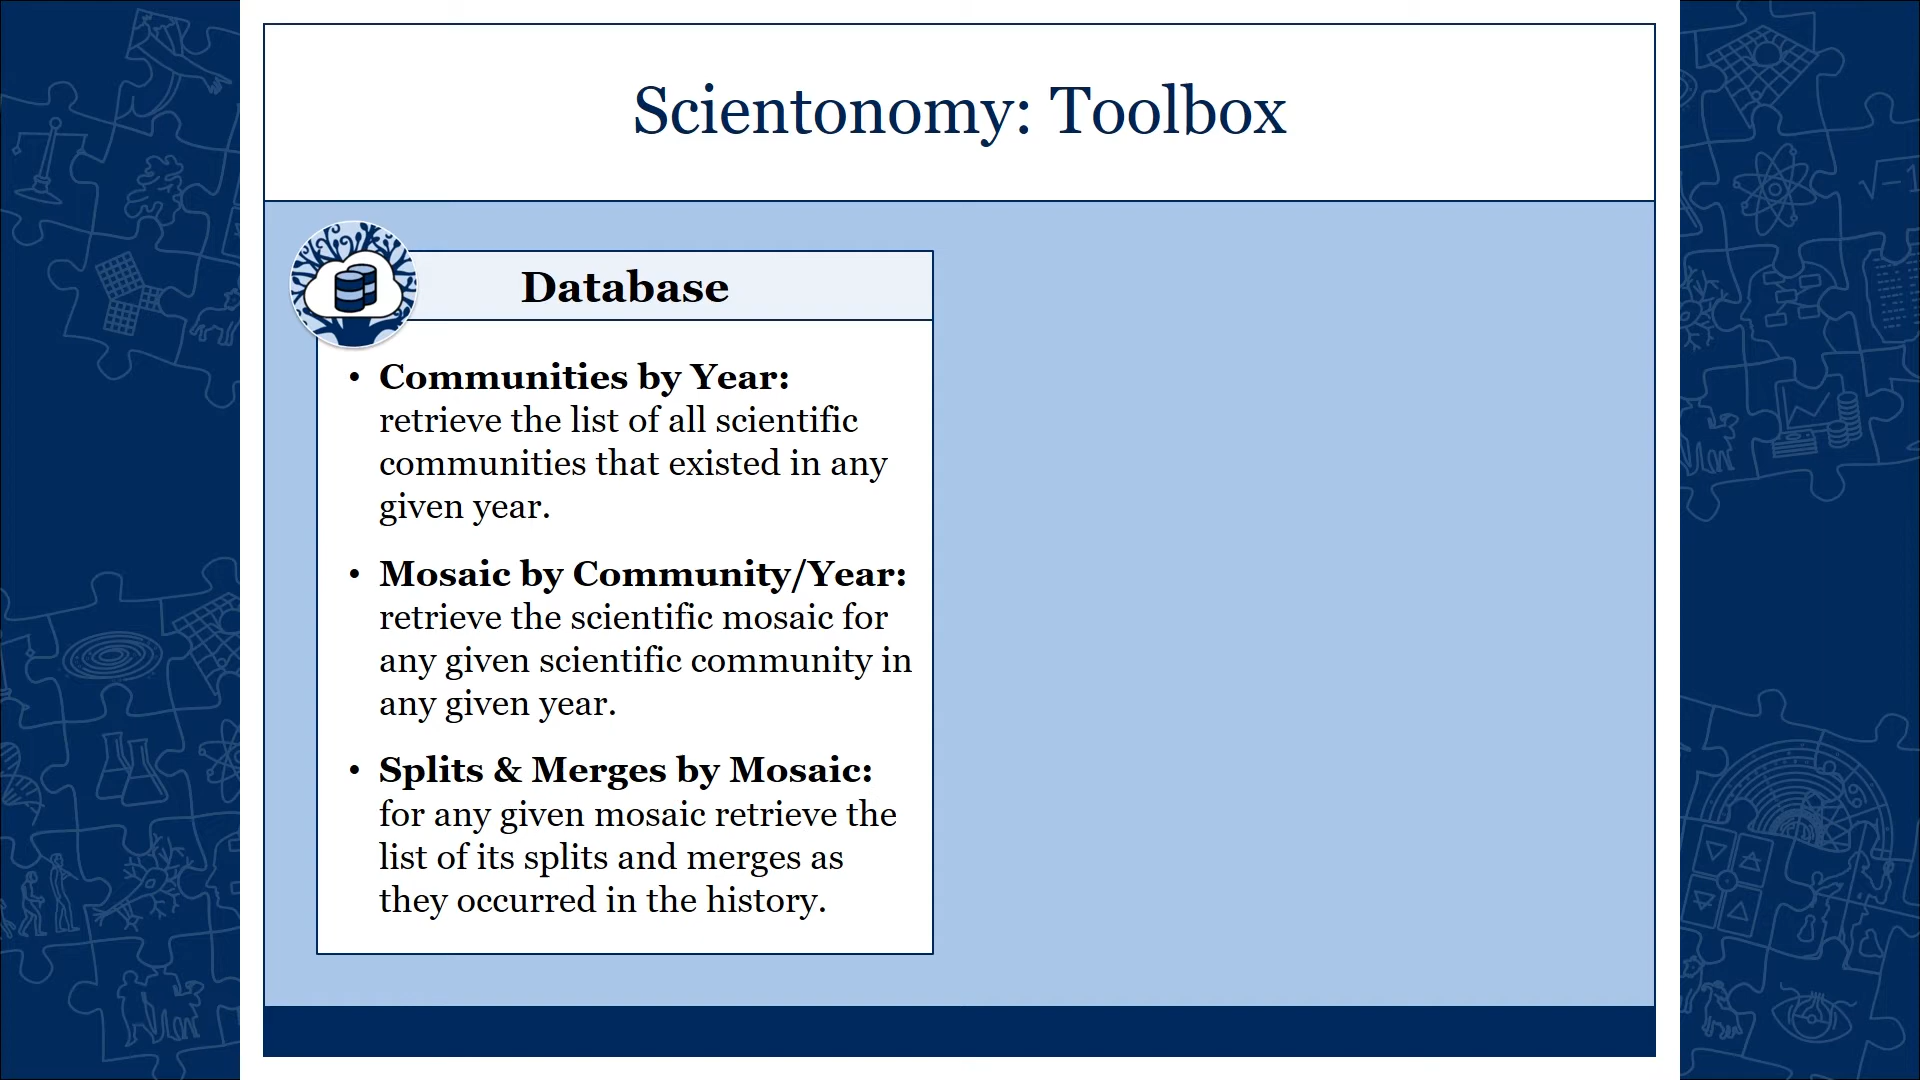 Scientonomy: Toolbox
Database
• Communities by Year:
retrieve the list of all scientific
communities that existed in any
given year.
• Mosaic by Community/Year:
retrieve the scientific mosaic for
any given scientific community in
any given year.
• Splits & Merges by Mosaic:
for any given mosaic retrieve the
list of its splits and merges as
they occurred in the history.
√-1